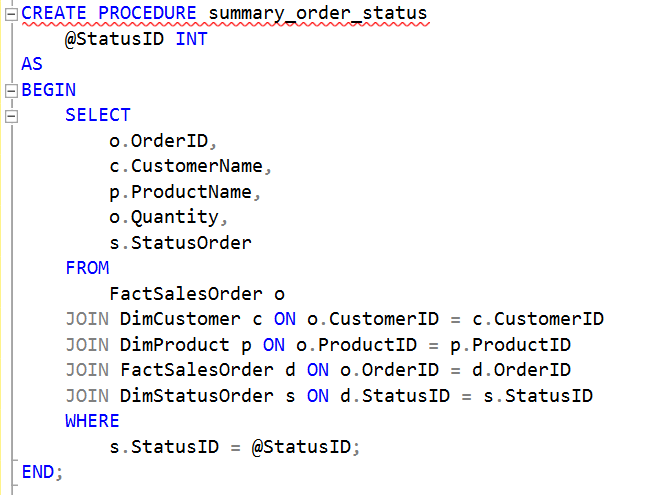 CREATE PROCEDURE summary_order_status
    @StatusID INT
AS
BEGIN
    SELECT
        o.OrderID,
        c.CustomerName,
        p.ProductName,
        o.Quantity,
        s.StatusOrder
    FROM
        FactSalesOrder o
    JOIN DimCustomer c ON o.CustomerID = c.CustomerID
    JOIN DimProduct p ON o.ProductID = p.ProductID
    JOIN FactSalesOrder d ON o.OrderID = d.OrderID
    JOIN DimStatusOrder s ON d.StatusID = s.StatusID
    WHERE
        s.StatusID = @StatusID;
END;